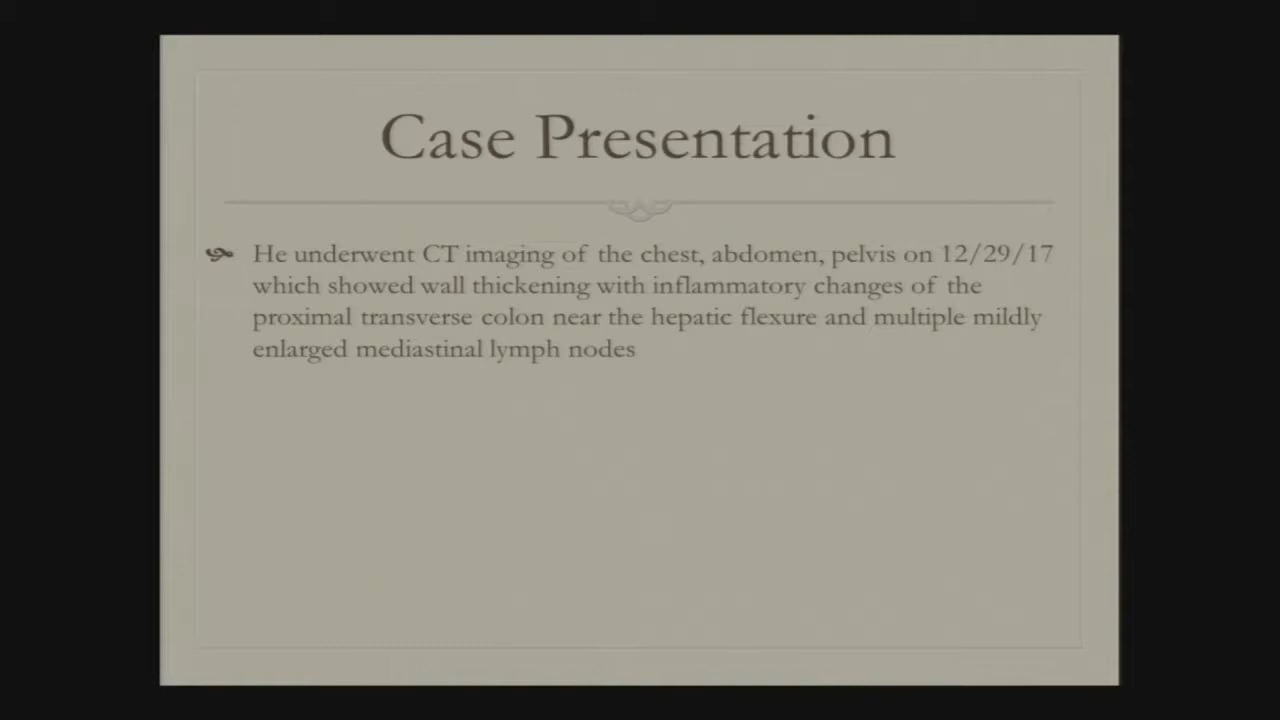 Case Presentation
He underwent CT imaging of the chest, abdomen, pelvis on 12/29/17
which showed wall thickening with inflammatory changes of the
proximal transverse colon near the hepatic flexure and multiple mildly
enlarged mediastinal lymph nodes